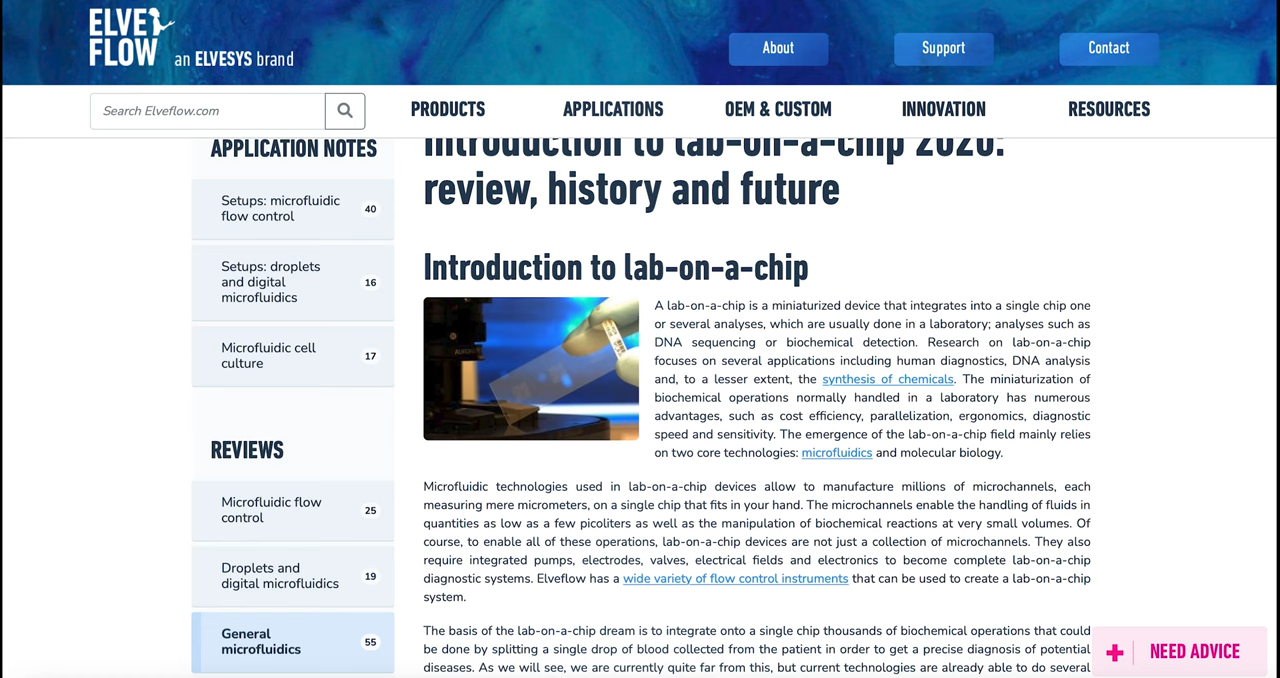 ELVE
FLOW
an ELVESYS brand
About
Support
Contact
Search Elveflow.com
PRODUCTS
APPLICATIONS
OEM & CUSTOM
INNOVATION
RESOURCES
APPLICATION NOTES
Setups: microfluidic
flow control
40
Setups: droplets
and digital
microfluidics
16
Microfluidic cell
culture
17
REVIEWS
Microfluidic flow
control
25
Droplets and
digital microfluidics
19
General
microfluidics
55
Introduction to lab-on-a-chip 2020:
review, history and future
Introduction to lab-on-a-chip
A lab-on-a-chip is a miniaturized device that integrates into a single chip one
or several analyses, which are usually done in a laboratory; analyses such as
DNA sequencing or biochemical detection. Research on lab-on-a-chip
focuses on several applications including human diagnostics, DNA analysis
and, to a lesser extent, the synthesis of chemicals. The miniaturization of
biochemical operations normally handled in a laboratory has numerous
advantages, such as cost efficiency, parallelization, ergonomics, diagnostic
speed and sensitivity. The emergence of the lab-on-a-chip field mainly relies
on two core technologies: microfluidics and molecular biology.
Microfluidic technologies used in lab-on-a-chip devices allow to manufacture millions of microchannels, each
measuring mere micrometers, on a single chip that fits in your hand. The microchannels enable the handling of fluids in
quantities as low as a few picoliters as well as the manipulation of biochemical reactions at very small volumes. Of
course, to enable all of these operations, lab-on-a-chip devices are not just a collection of microchannels. They also
require integrated pumps, electrodes, valves, electrical fields and electronics to become complete lab-on-a-chip
diagnostic systems. Elveflow has a wide variety of flow control instruments that can be used to create a lab-on-a-chip
system.
The basis of the lab-on-a-chip dream is to integrate onto a single chip thousands of biochemical operations that could
be done by splitting a single drop of blood collected from the patient in order to get a precise diagnosis of potential
diseases. As we will see, we are currently quite far from this, but current technologies are already able to do several
NEED ADVICE